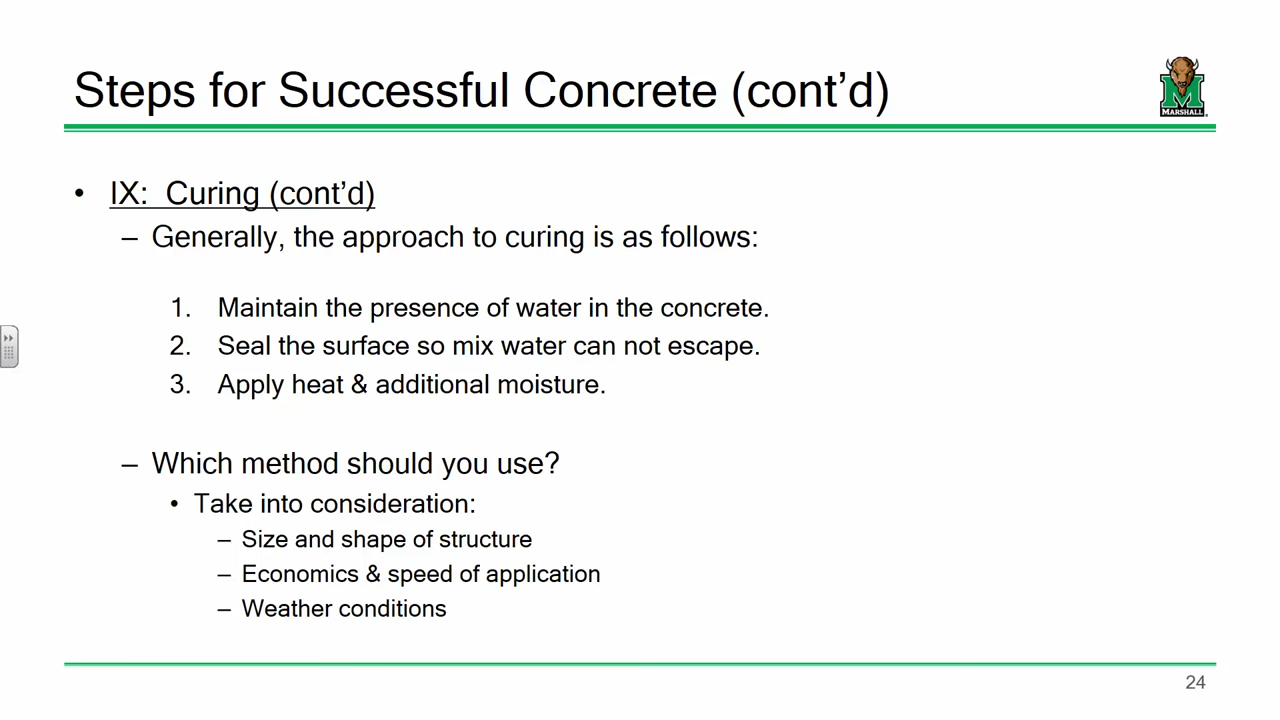 Steps for Successful Concrete (cont’d)
MARSHALL
• IX: Curing (cont’d)
– Generally, the approach to curing is as follows:
1. Maintain the presence of water in the concrete.
2. Seal the surface so mix water can not escape.
3. Apply heat & additional moisture.
– Which method should you use?
• Take into consideration:
– Size and shape of structure
– Economics & speed of application
– Weather conditions
24